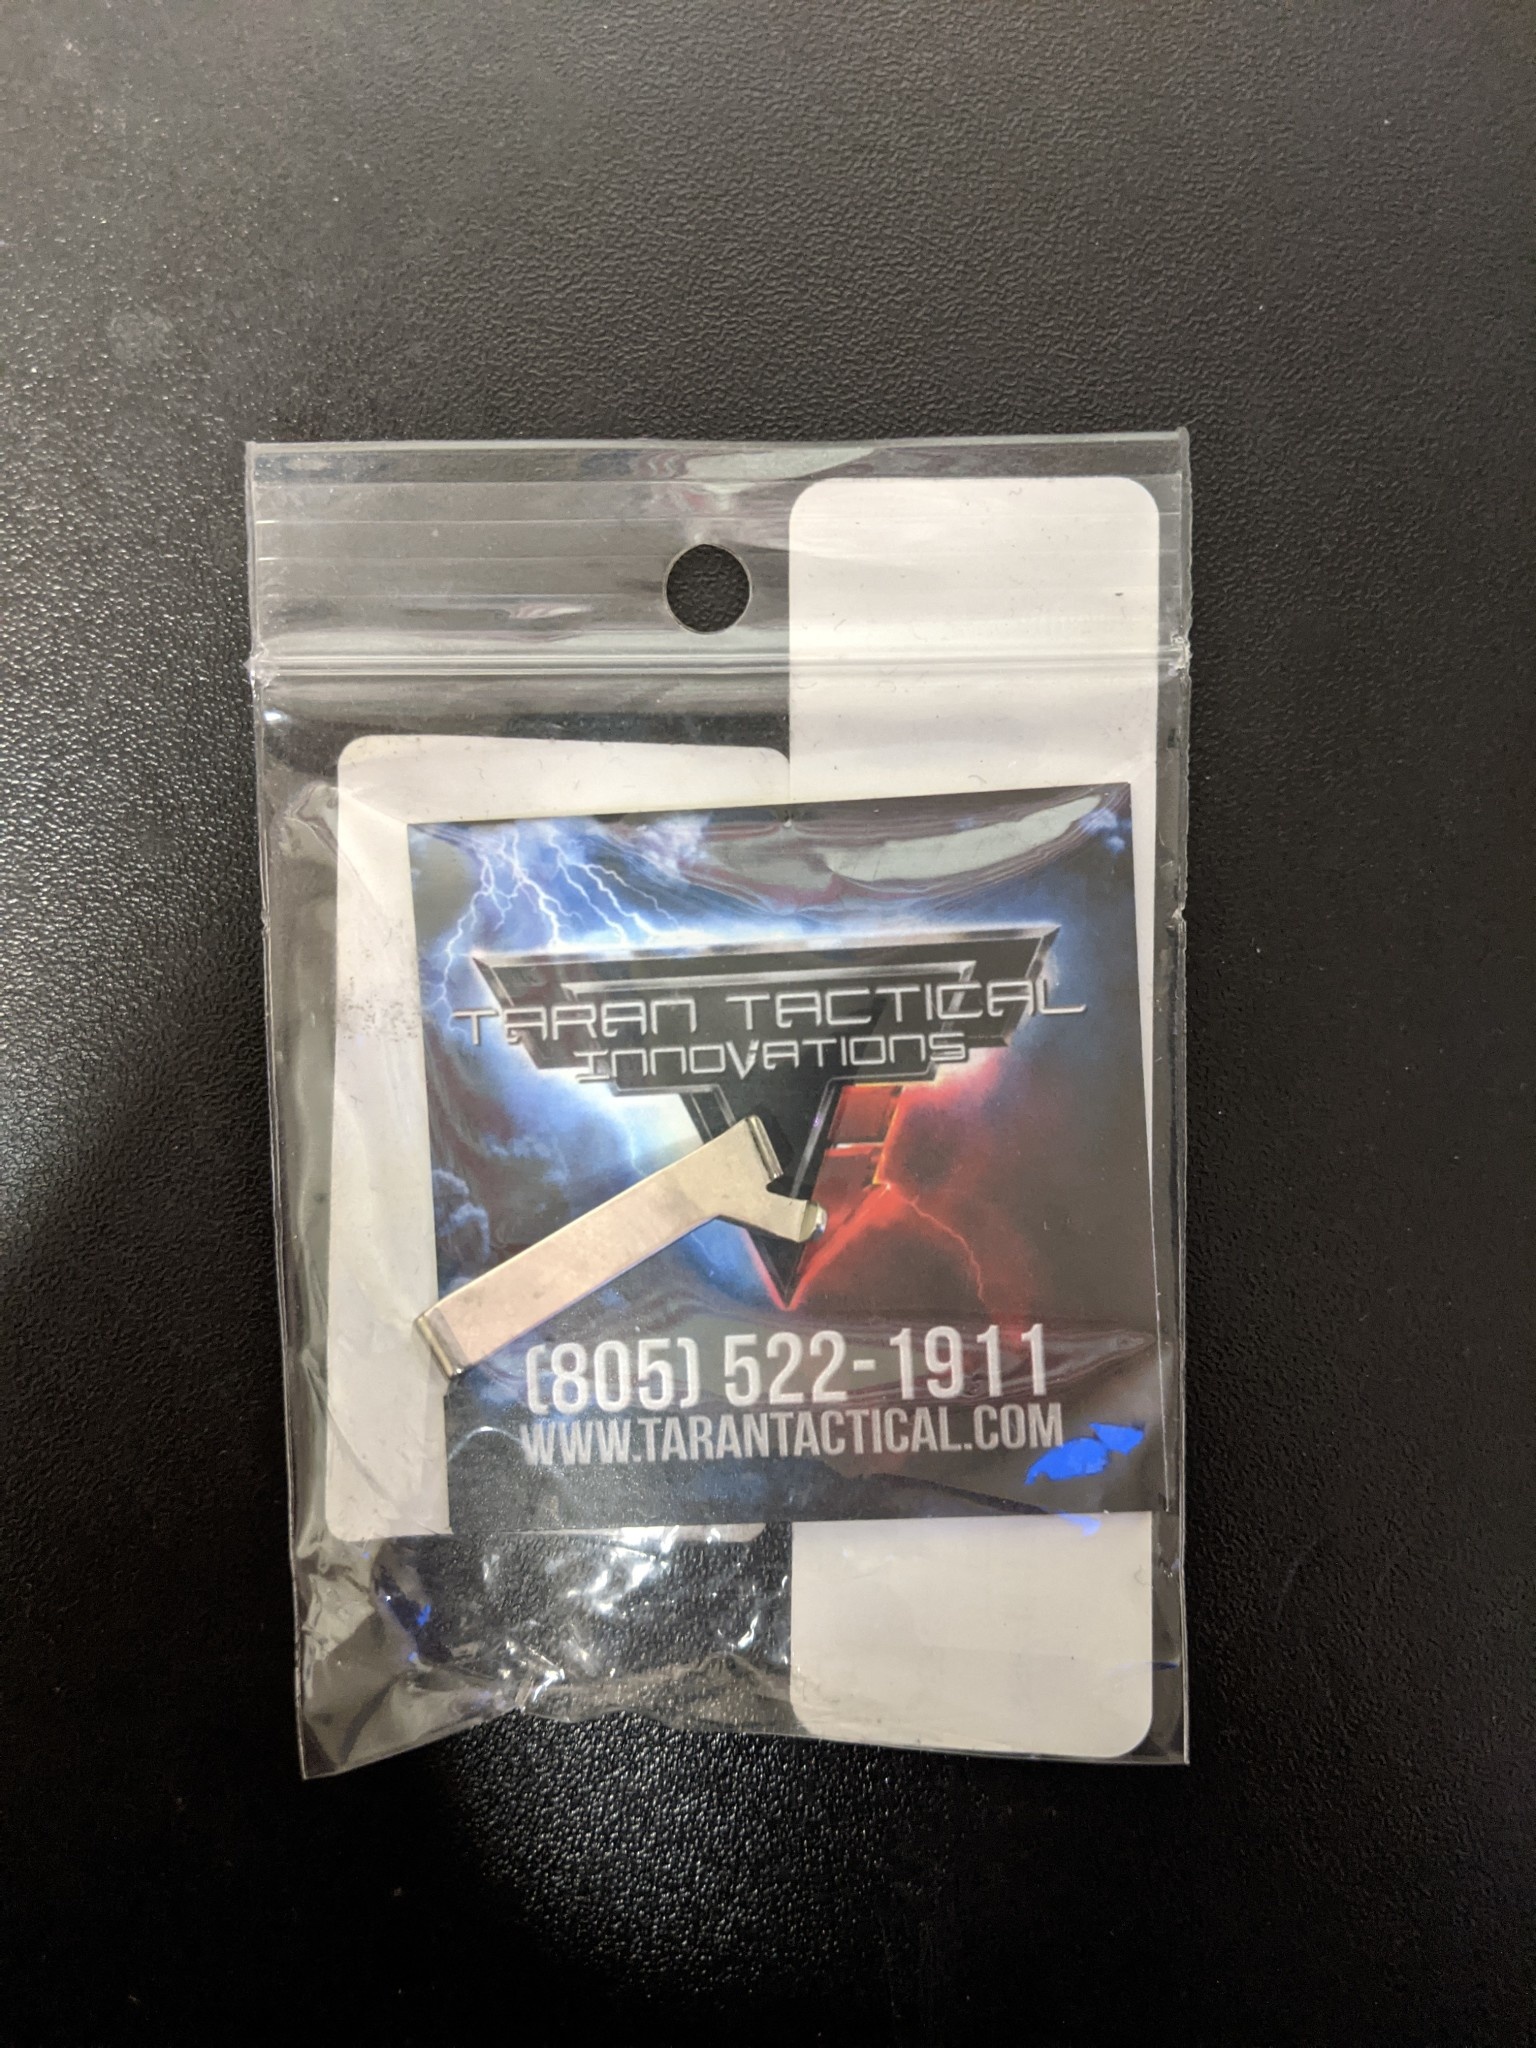 TARAN TACTICAL
INNOVATIONS
(805) 522-1911
WWW.TARANTACTICAL.COM